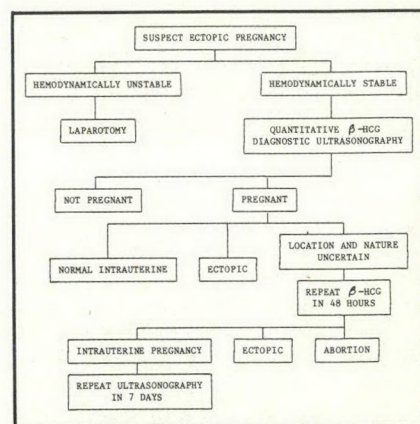 SUSPECT ECTOPIC PREGNANCY
HEMODYNAMICALLY UNSTABLE
HEMODYNAMICALLY STABLE
LAPAROTOMY
QUANTITATIVE β-HCG
DIAGNOSTIC ULTRASONOGRAPHY
NOT PREGNANT
PREGNANT
NORMAL INTRAUTERINE
ECTOPIC
LOCATION AND NATURE
UNCERTAIN
REPEAT β-HCG
IN 48 HOURS
INTRAUTERINE PREGNANCY
ECTOPIC
ABORTION
REPEAT ULTRASONOGRAPHY
IN 7 DAYS